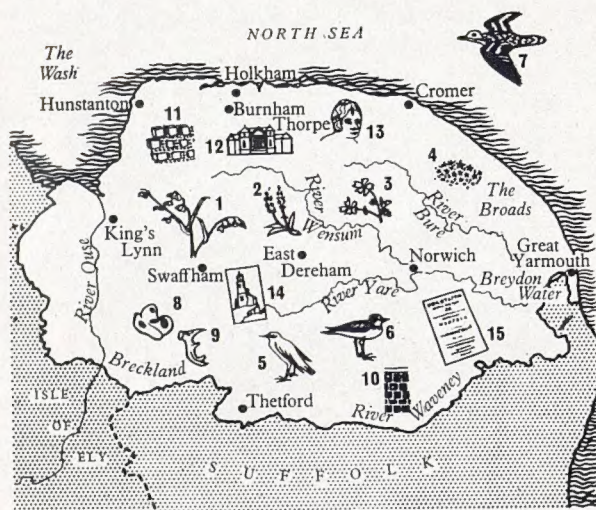 NORTH SEA
The
Wash
7
Holkham
Hunstanton
Cromer
11
Burnham
Thorpe
12
13
4
The
Broads
1
2
River
Wensum
3
River
Bure
King's
Lynn
River Ouse
East
Dereham
Norwich
Great
Yarmouth
Swaffham
Breydon
Water
14
River Yare
8
9
5
6
15
Breckland
10
Thetford
River Waveney
ISLE
OF
ELY
SUFFOLK